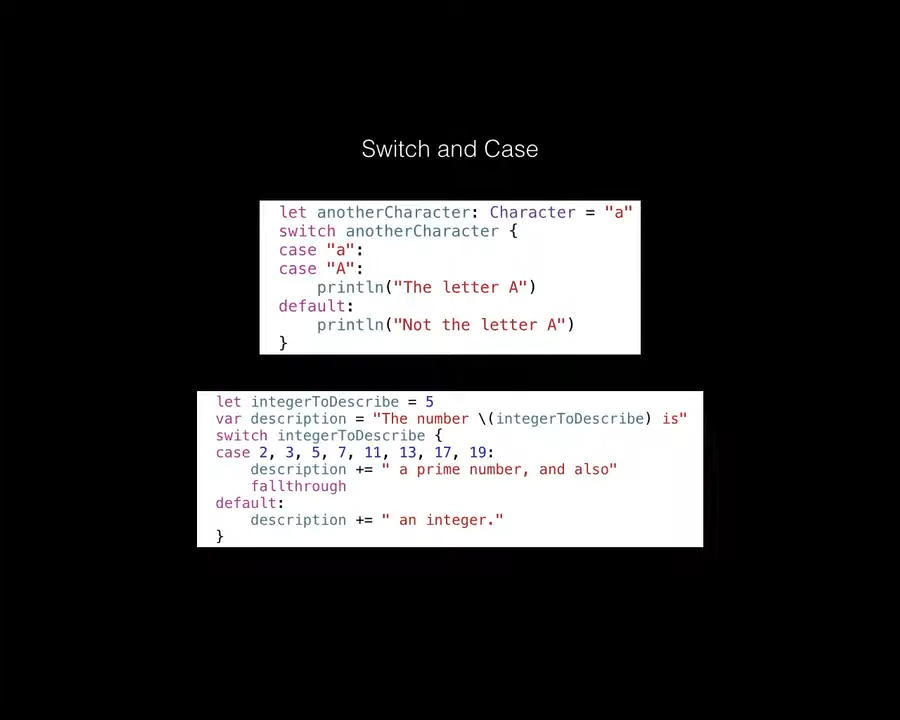 Switch and Case
let anotherCharacter: Character = "a"
switch anotherCharacter {
case "a":
case "A":
    println("The letter A")
default:
    println("Not the letter A")
}
let integerToDescribe = 5
var description = "The number \(integerToDescribe) is"
switch integerToDescribe {
case 2, 3, 5, 7, 11, 13, 17, 19:
    description += " a prime number, and also"
    fallthrough
default:
    description += " an integer."
}